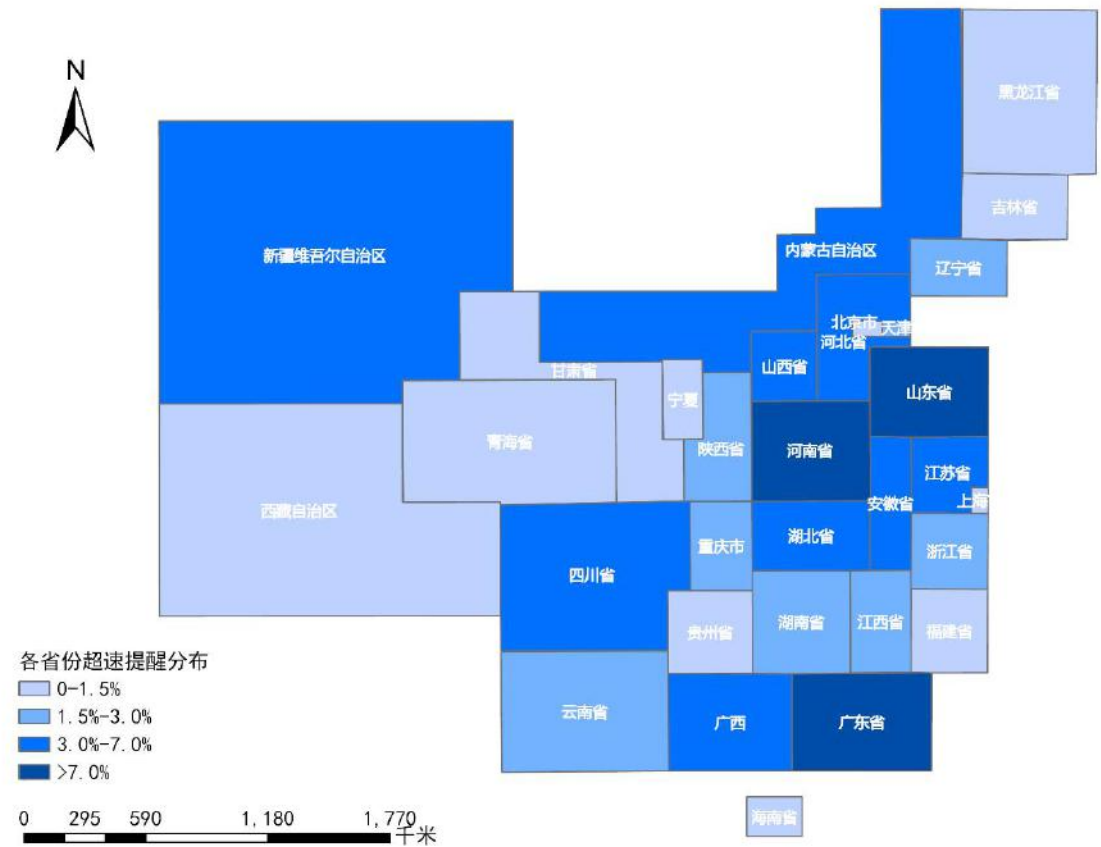 N
黑龙江省
吉林省
新疆维吾尔自治区
内蒙古自治区
辽宁省
北京市
天津
河北省
山西省
甘肃省
山东省
宁夏
青海省
陕西省
河南省
江苏省
西藏自治区
安徽省
上海
湖北省
重庆市
浙江省
四川省
贵州省
湖南省
江西省
福建省
云南省
广西
广东省
海南省
各省份超速提醒分布
0-1.5%
1.5%-3.0%
3.0%-7.0%
>7.0%
0 295 590 1,180 1,770
千米